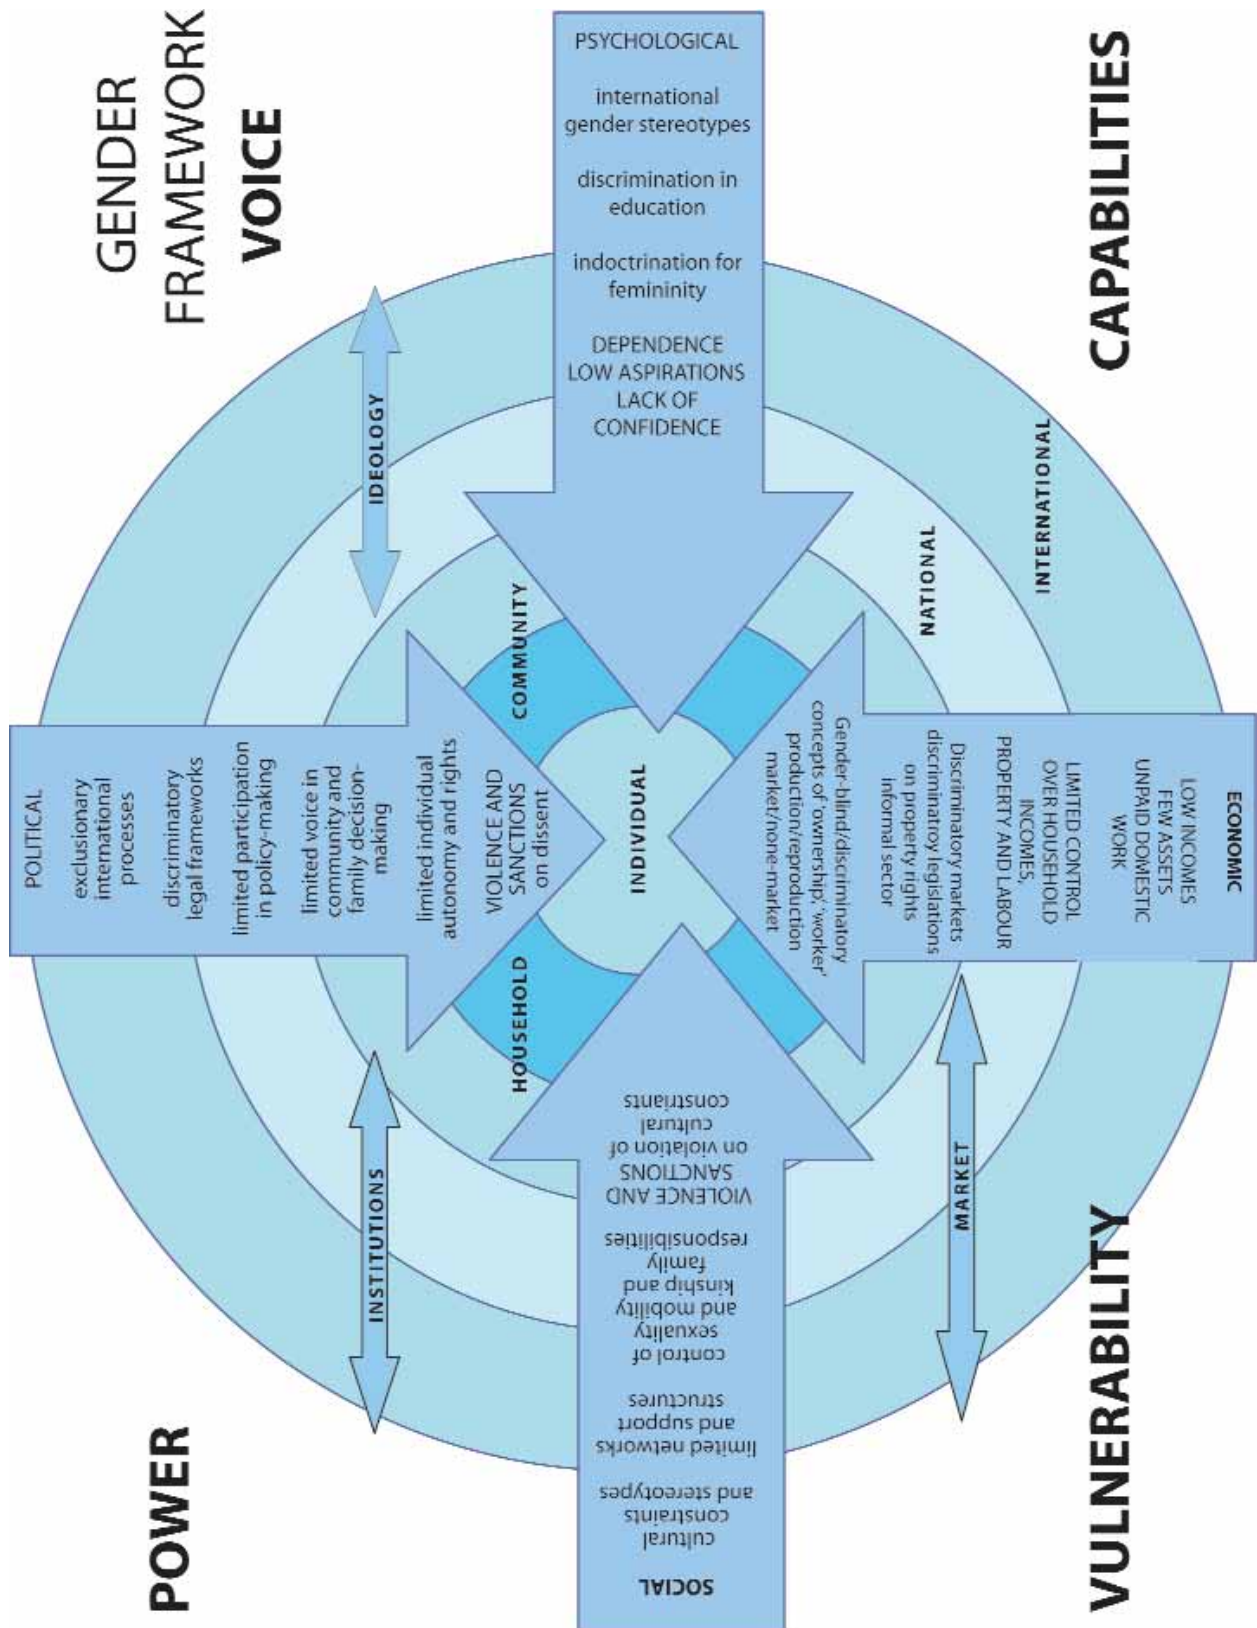 GENDER
FRAMEWORK
POWER
VOICE
VULNERABILITY
CAPABILITIES
POLITICAL
exclusionary
international
processes
discriminatory
legal frameworks
limited participation
in policy-making
limited voice in
community and
family decision-
making
limited individual
autonomy and rights
VIOLENCE AND
SANCTIONS
on dissent
PSYCHOLOGICAL
international
gender stereotypes
discrimination in
education
indoctrination for
femininity
DEPENDENCE
LOW ASPIRATIONS
LACK OF
CONFIDENCE
SOCIAL
cultural
constraints
and stereotypes
limited networks
and support
structures
control of
sexuality
and mobility
kinship and
family
responsibilities
VIOLENCE AND
SANCTIONS
on violation of
cultural
constriants
Gender-blind/discriminatory
concepts of 'ownership', 'worker'
production/reproduction
market/none-market
Discriminatory markets
discriminatroy legislations
on property rights
informal sector
LIMITED CONTROL
OVER HOUSEHOLD
INCOMES,
PROPERTY AND LABOUR
LOW INCOMES
FEW ASSETS
UNPAID DOMESTIC
WORK
ECONOMIC
INSTITUTIONS
IDEOLOGY
MARKET
HOUSEHOLD
COMMUNITY
INDIVIDUAL
NATIONAL
INTERNATIONAL